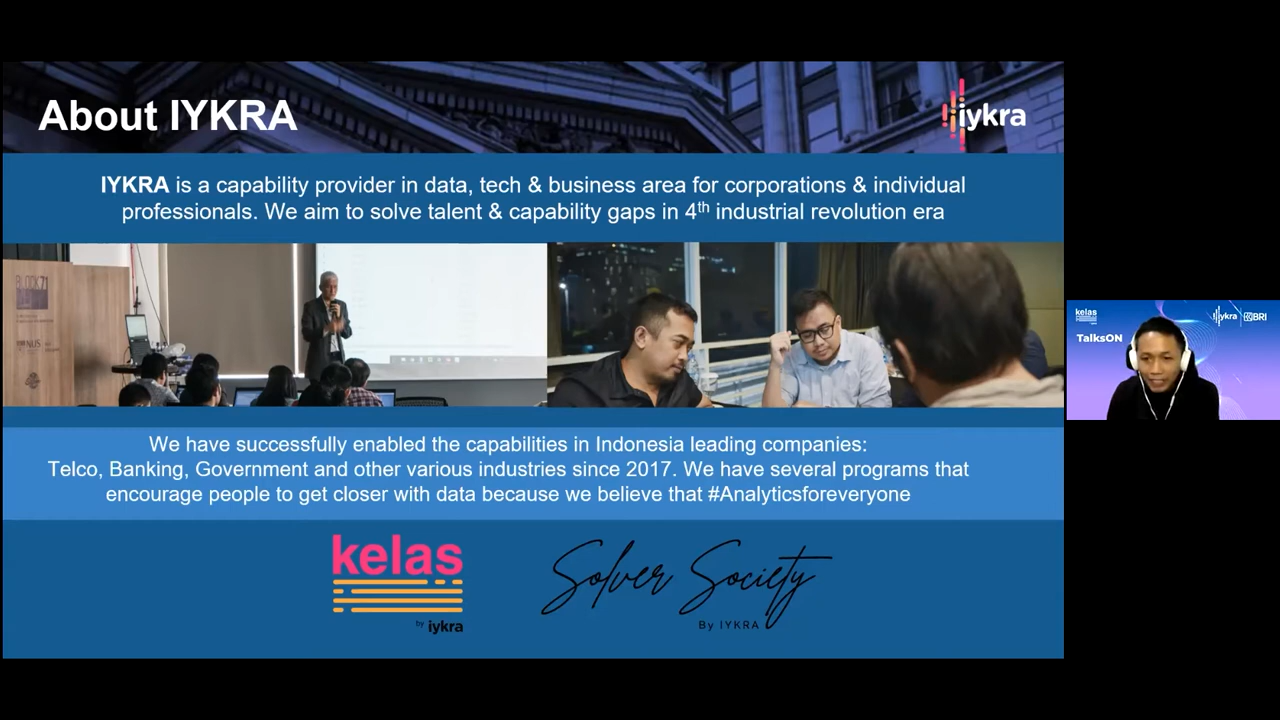 About IYKRA
iykra
IYKRA is a capability provider in data, tech & business area for corporations & individual
professionals. We aim to solve talent & capability gaps in 4th industrial revolution era
BLOCK71
NUS
We have successfully enabled the capabilities in Indonesia leading companies:
Telco, Banking, Government and other various industries since 2017. We have several programs that
encourage people to get closer with data because we believe that #Analyticsforeveryone
kelas
by iykra
Solver Society
By IYKRA
kelas
iykra
BRI
TalksON